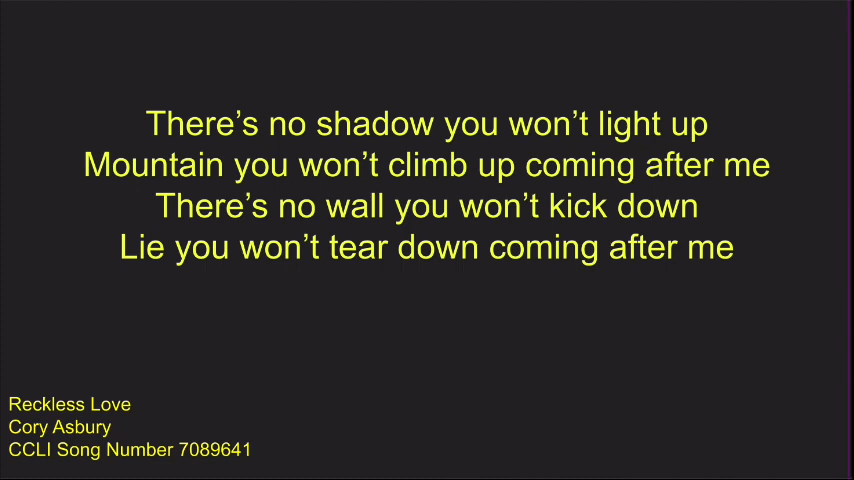 There’s no shadow you won’t light up
Mountain you won’t climb up coming after me
There’s no wall you won’t kick down
Lie you won’t tear down coming after me
Reckless Love
Cory Asbury
CCLI Song Number 7089641